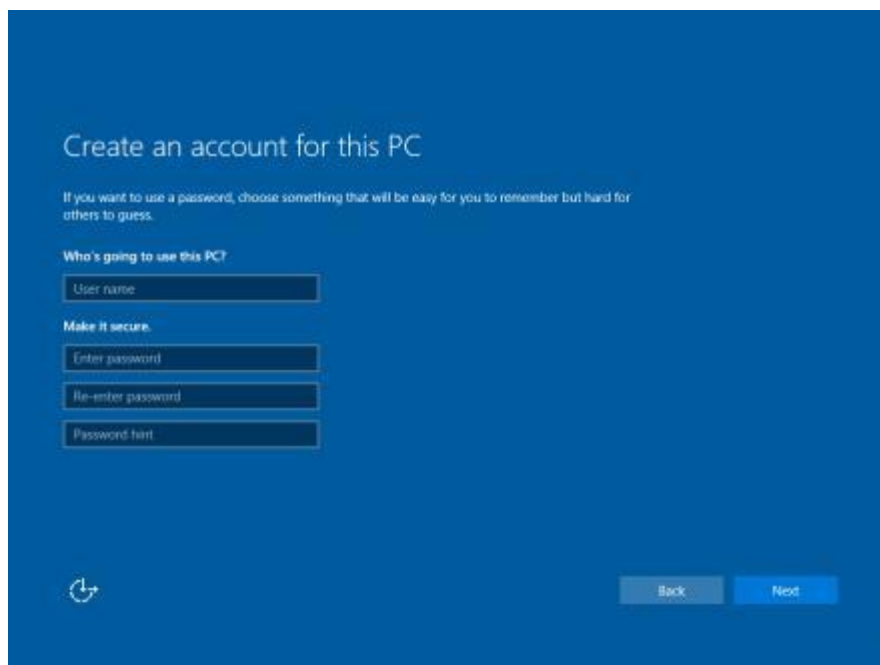 Create an account for this PC
If you want to use a password, choose something that will be easy for you to remember but hard for
others to guess.
Who's going to use this PC?
User name
Make it secure.
Enter password
Re-enter password
Password hint
Back
Next